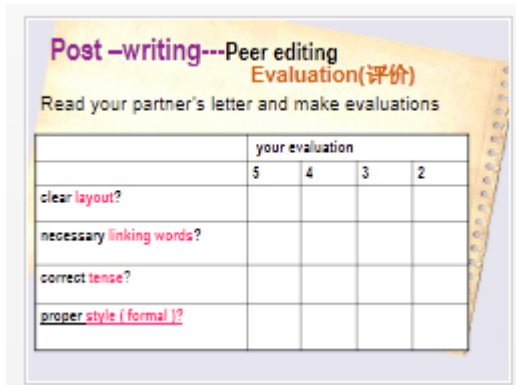 Post –writing---Peer editing
Evaluation(评价)
Read your partner's letter and make evaluations
your evaluation
5 4 3 2
clear layout?
necessary linking words?
correct tense?
proper style ( formal )?